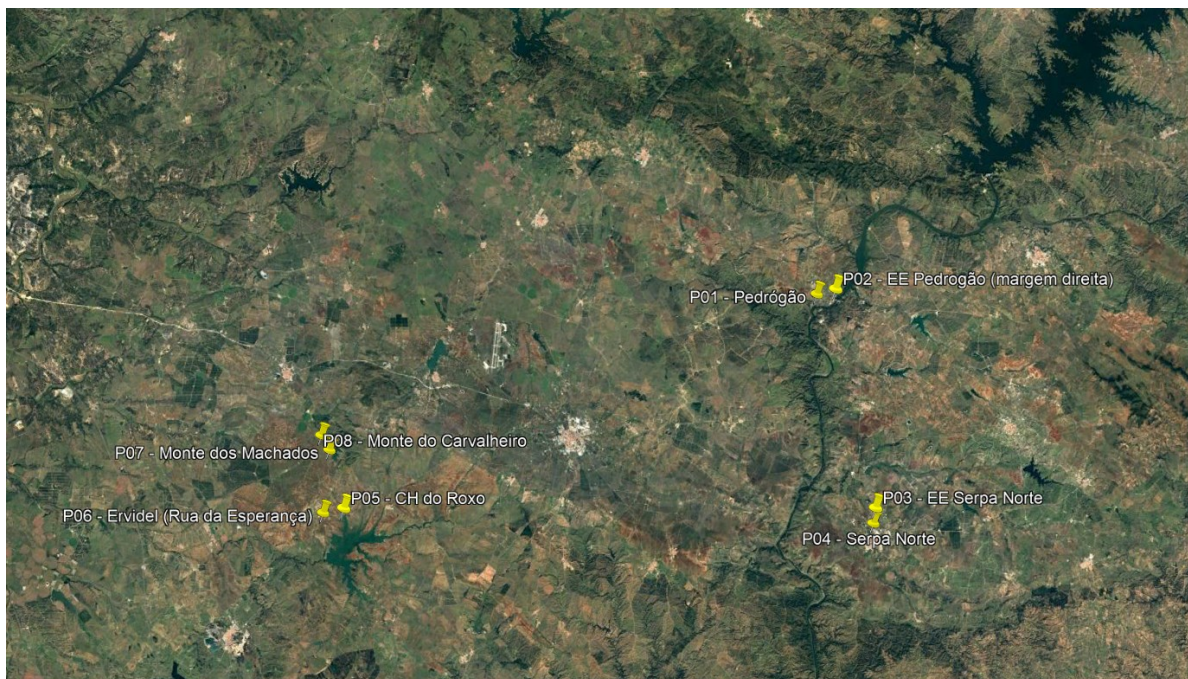 P02 - EE Pedrogão (margem direita)
P01 - Pedrógão
P08 - Monte do Carvalheiro
P07 - Monte dos Machados
P05 - CH do Roxo
P03 - EE Serpa Norte
P06 - Ervidel (Rua da Esperança)
P04 - Serpa Norte